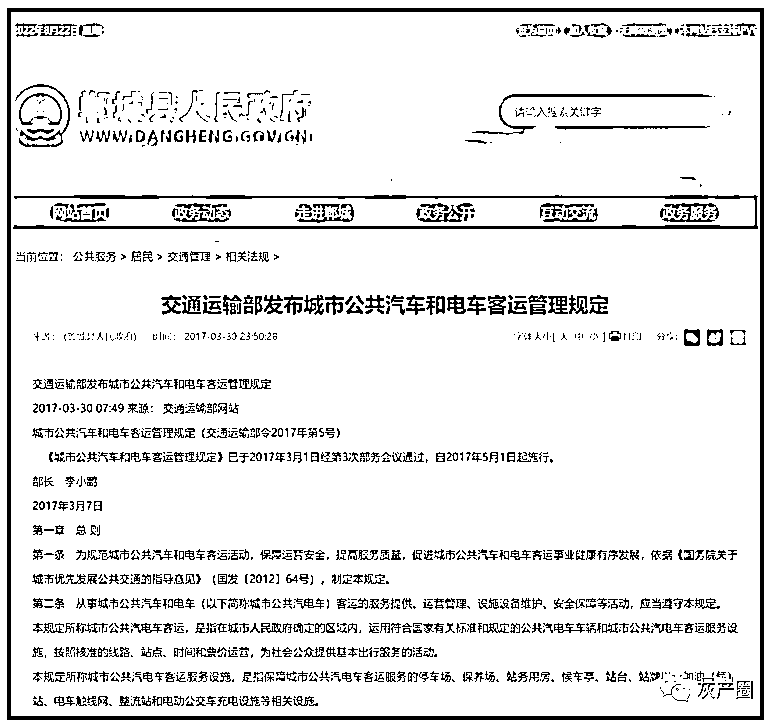 2022年8月22日 星期
郸城县人民政府
WWW.DANCHENG.GOV.CN
请输入搜索关键字
网站首页 政务动态 走进郸城 政务公开 互动交流 政务服务
当前位置： 公共服务 > 居民 > 交通管理 > 相关法规 >
交通运输部发布城市公共汽车和电车客运管理规定
2017-03-30 23:50:28 字体大小[ 大 中 小 ] 打印 分享:
交通运输部发布城市公共汽车和电车客运管理规定
2017-03-30 07:49 来源： 交通运输部网站
城市公共汽车和电车客运管理规定（交通运输部令2017年第5号）
《城市公共汽车和电车客运管理规定》已于2017年3月1日经第3次部务会议通过，自2017年5月1日起施行。
部长 李小鹏
2017年3月7日
第一章 总 则
第一条 为规范城市公共汽车和电车客运活动，保障运营安全，提高服务质量，促进城市公共汽车和电车客运事业健康有序发展，依据《国务院关于
城市优先发展公共交通的指导意见》（国发〔2012〕64号），制定本规定。
第二条 从事城市公共汽车和电车（以下简称城市公共汽电车）客运的服务提供、运营管理、设施设备维护、安全保障等活动，应当遵守本规定。
本规定所称城市公共汽电车客运，是指在城市人民政府确定的区域内，运用符合国家有关标准和规定的公共汽电车车辆和城市公共汽电车客运服务设
施，按照核准的线路、站点、时间和票价运营，为社会公众提供基本出行服务的活动。
本规定所称城市公共汽电车客运服务设施，是指保障城市公共汽电车客运服务的停车场、保养场、站务用房、候车亭、站台、站牌
站、电车触线网、整流站和电动公交车充电设施等相关设施。
灰产圈